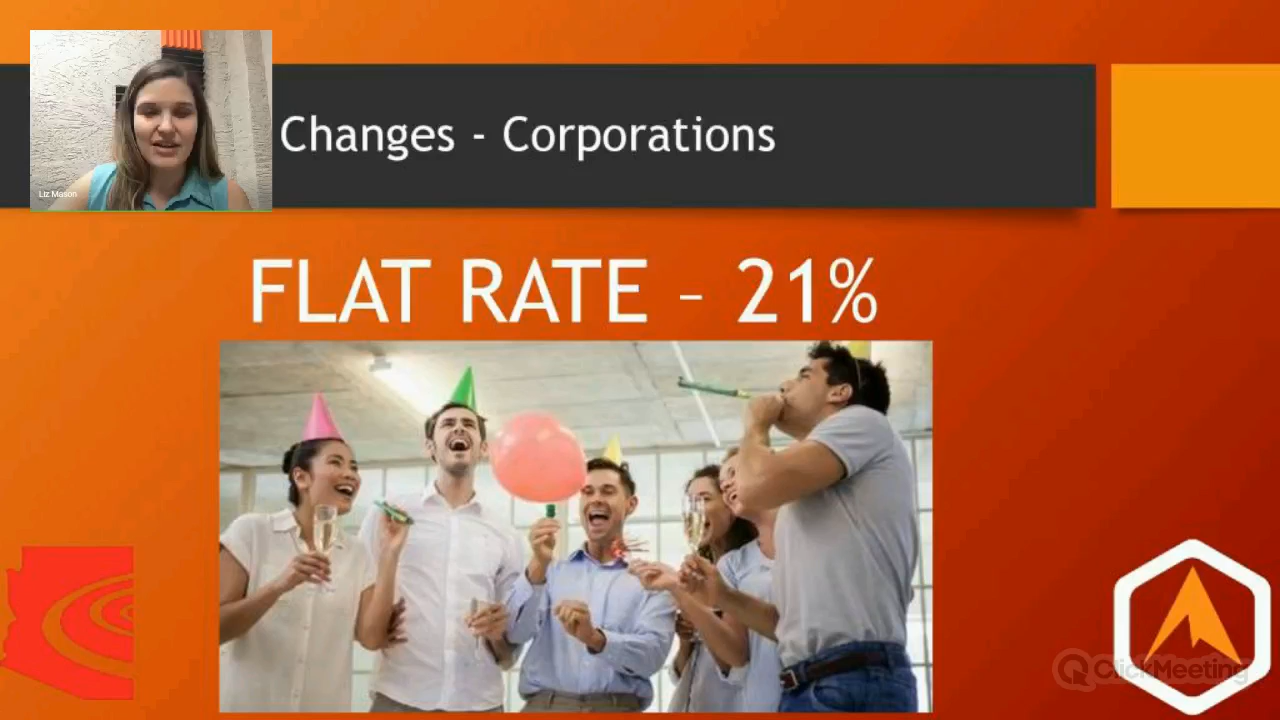 Changes - Corporations
Liz Mason
FLAT RATE – 21%
ClickMeeting